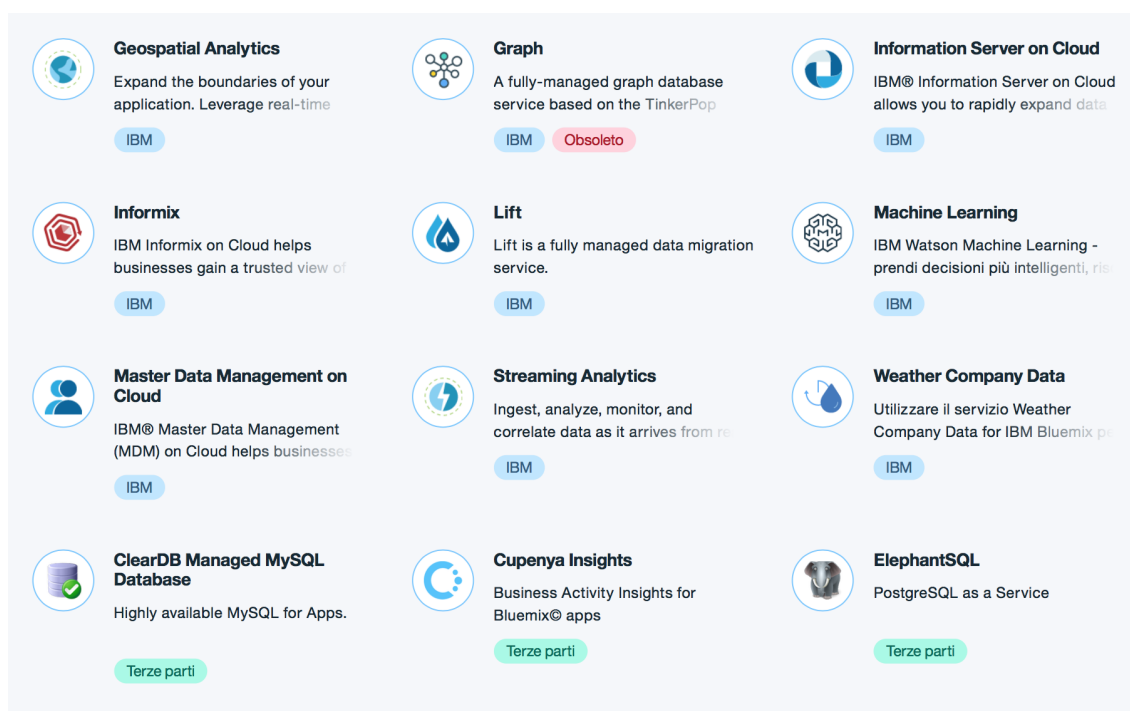 Geospatial Analytics
Expand the boundaries of your
application. Leverage real-time
IBM
Graph
A fully-managed graph database
service based on the TinkerPop
IBM
Obsoleto
Information Server on Cloud
IBM® Information Server on Cloud
allows you to rapidly expand data
IBM
Informix
IBM Informix on Cloud helps
businesses gain a trusted view of
IBM
Lift
Lift is a fully managed data migration
service.
IBM
Machine Learning
IBM Watson Machine Learning -
prendi decisioni più intelligenti,
IBM
Master Data Management on
Cloud
IBM® Master Data Management
(MDM) on Cloud helps businesses
IBM
Streaming Analytics
Ingest, analyze, monitor, and
correlate data as it arrives from
IBM
Weather Company Data
Utilizzare il servizio Weather
Company Data for IBM Bluemix
IBM
ClearDB Managed MySQL
Database
Highly available MySQL for Apps.
Terze parti
Cupenya Insights
Business Activity Insights for
Bluemix© apps
Terze parti
ElephantSQL
PostgreSQL as a Service
Terze parti